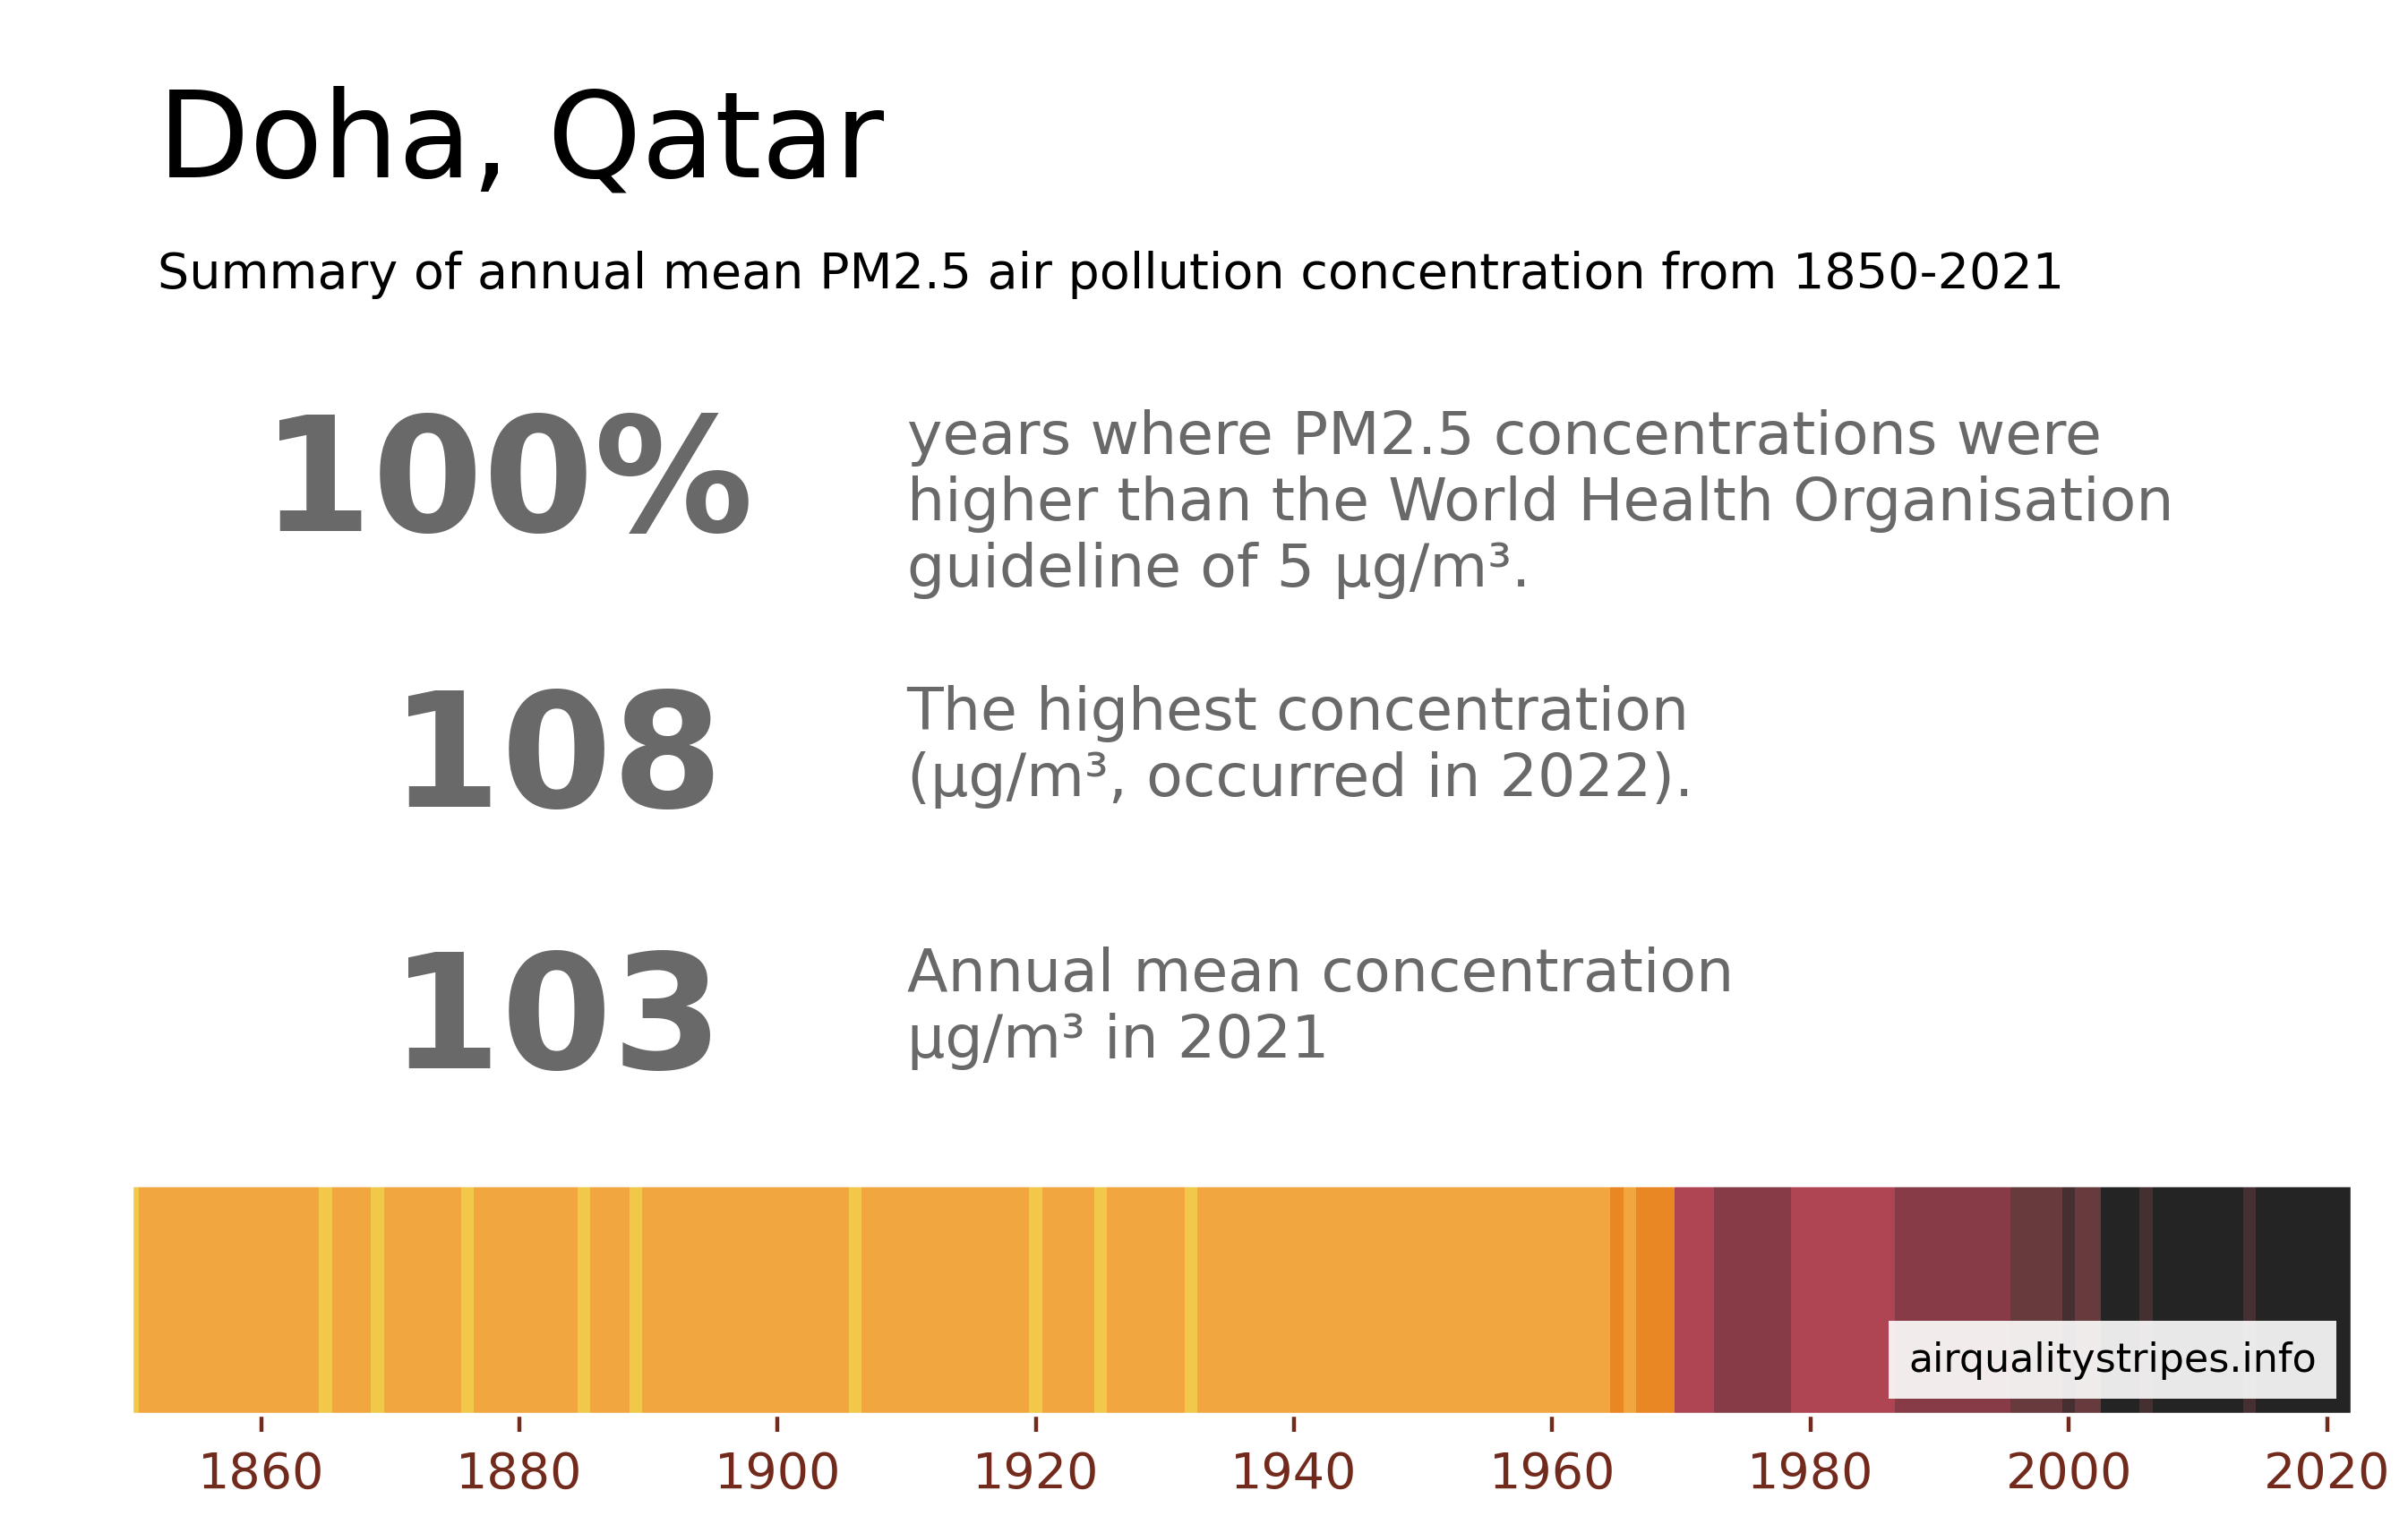 Doha, Qatar
Summary of annual mean PM2.5 air pollution concentration from 1850-2021
100%
years where PM2.5 concentrations were
higher than the World Health Organisation
guideline of 5 µg/m³.
108
The highest concentration
(µg/m³, occurred in 2022).
103
Annual mean concentration
µg/m³ in 2021
airqualitystripes.info
1860 1880 1900 1920 1940 1960 1980 2000 2020